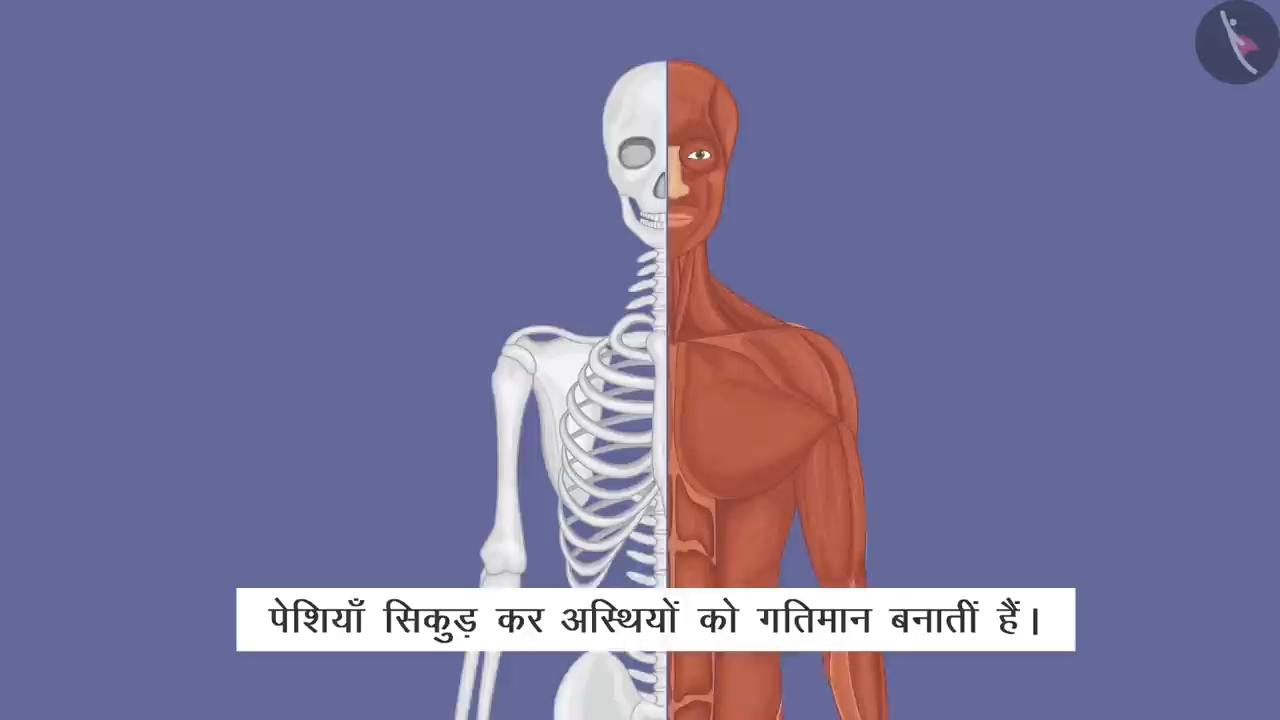 पेशियाँ सिकुड़ कर अस्थियों को गतिमान बनातीं हैं।